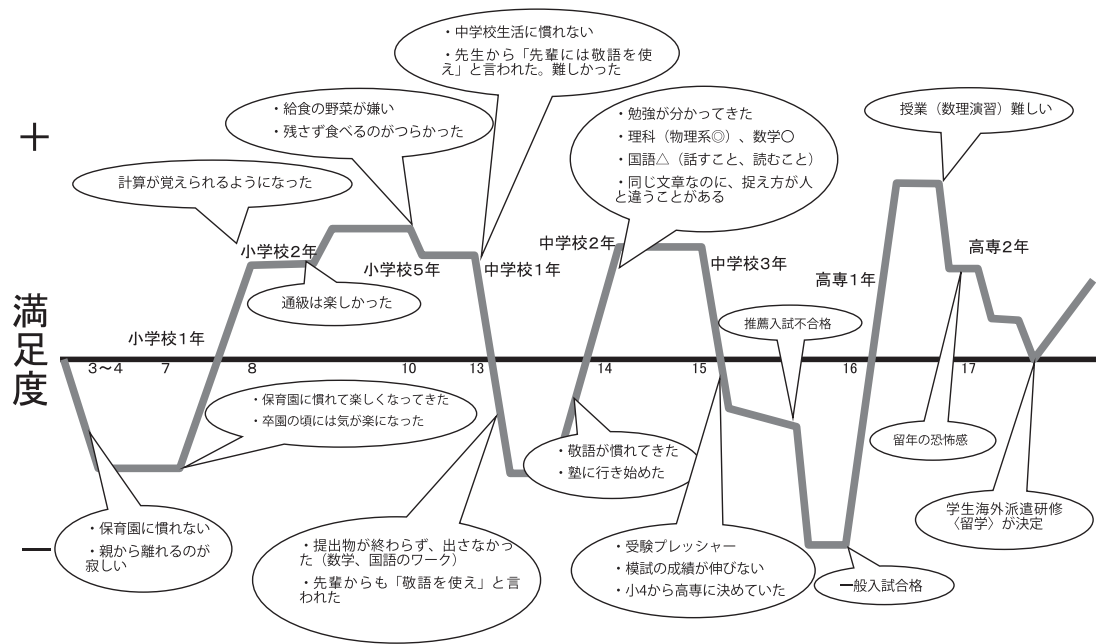 ・中学校生活に慣れない
・先生から「先輩には敬語を使
え」と言われた。難しかった
・給食の野菜が嫌い
・残さず食べるのがつらかった
・勉強が分かってきた
・理科（物理系◎）、数学〇
・国語△（話すこと、読むこと）
・同じ文章なのに、捉え方が人
と違うことがある
授業（数理演習）難しい
＋
計算が覚えられるようになった
小学校2年
小学校5年
中学校1年
中学校2年
中学校3年
高専1年
高専2年
通級は楽しかった
推薦入試不合格
満足度
小学校1年
3～4
7
8
10
13
14
15
16
17
・保育園に慣れて楽しくなってきた
・卒園の頃には気が楽になった
・敬語が慣れてきた
・塾に行き始めた
留年の恐怖感
学生海外派遣研修
〈留学〉が決定
－
・保育園に慣れない
・親から離れるのが
寂しい
・提出物が終わらず、出さなかっ
た（数学、国語のワーク）
・先輩からも「敬語を使え」と言
われた
・受験プレッシャー
・模試の成績が伸びない
・小4から高専に決めていた
一般入試合格